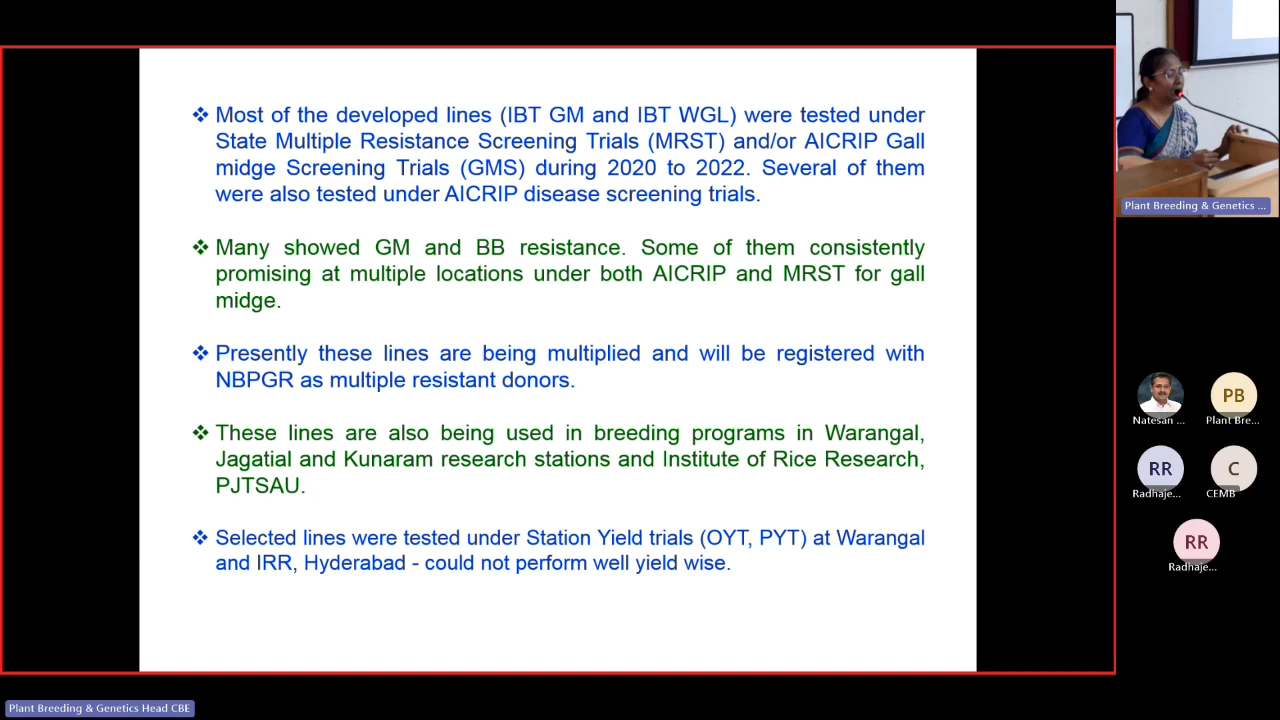 ❖ Most of the developed lines (IBT GM and IBT WGL) were tested under
State Multiple Resistance Screening Trials (MRST) and/or AICRIP Gall
midge Screening Trials (GMS) during 2020 to 2022. Several of them
were also tested under AICRIP disease screening trials.
❖ Many showed GM and BB resistance. Some of them consistently
promising at multiple locations under both AICRIP and MRST for gall
midge.
❖ Presently these lines are being multiplied and will be registered with
NBPGR as multiple resistant donors.
❖ These lines are also being used in breeding programs in Warangal,
Jagatial and Kunaram research stations and Institute of Rice Research,
PJTSAU.
❖ Selected lines were tested under Station Yield trials (OYT, PYT) at Warangal
and IRR, Hyderabad - could not perform well yield wise.
Plant Breeding & Genetics ...
Natesan ...
PB
Plant Bre...
RR
Radhaje...
C
CEMB
RR
Radhaje...
Plant Breeding & Genetics Head CBE